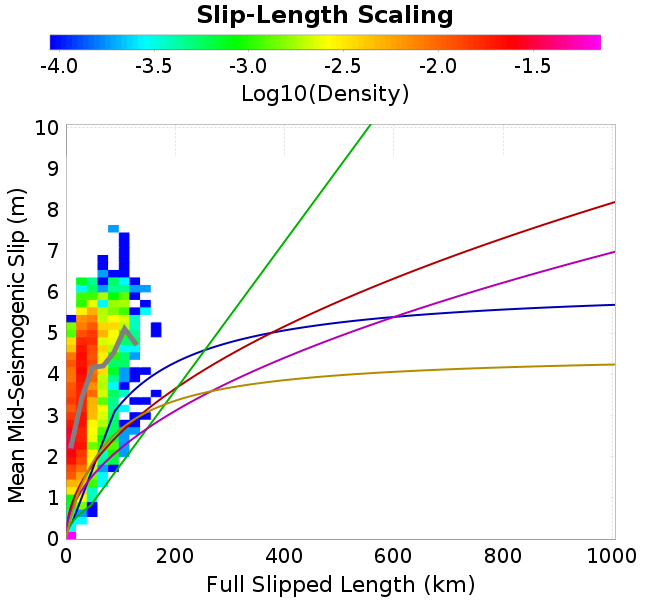 Slip-Length Scaling
-4.0 -3.5 -3.0 -2.5 -2.0 -1.5
Log10(Density)
10
9
8
7
6
5
4
3
2
1
0
Mean Mid-Seismogenic Slip (m)
0 200 400 600 800 1000
Full Slipped Length (km)